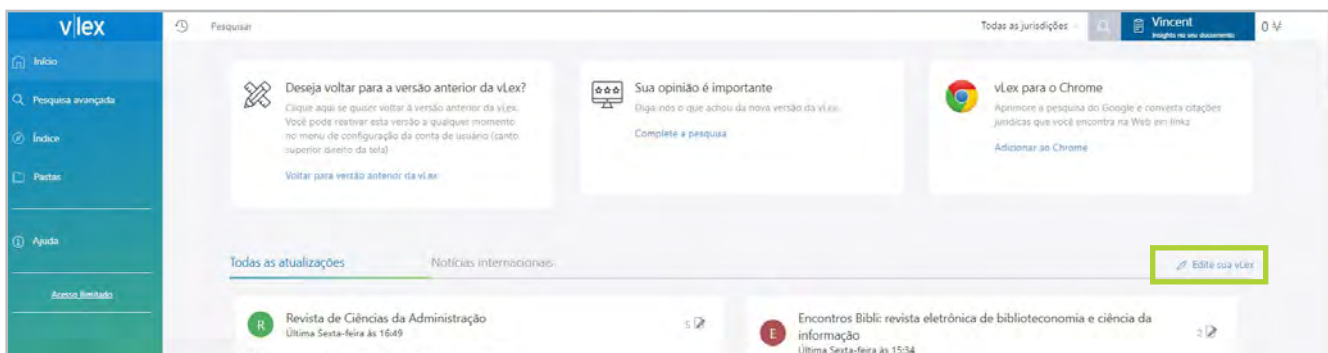 v|lex
Pesquisar
Todas as jurisdições
Vincent
Insights no seu documento
0
Início
Pesquisa avançada
Índice
Pastas
Ajuda
Acesso Ilimitado
Deseja voltar para a versão anterior da vLex?
Clique aqui se quiser voltar à versão anterior da vLex.
Você pode reativar esta versão a qualquer momento
no menu de configuração da conta de usuário (canto
superior direito da tela)
Voltar para versão anterior da vLex
Sua opinião é importante
Diga-nos o que achou da nova versão da vLex.
Complete a pesquisa
vLex para o Chrome
Aprimore a pesquisa do Google e converta citações
jurídicas que você encontra na Web em links
Adicionar ao Chrome
Todas as atualizações
Notícias internacionais
Edite sua vLex
R
Revista de Ciências da Administração
Última Sexta-feira às 16:49
5
E
Encontros Bibli: revista eletrônica de biblioteconomia e ciência da
informação
Última Sexta-feira às 15:34
2